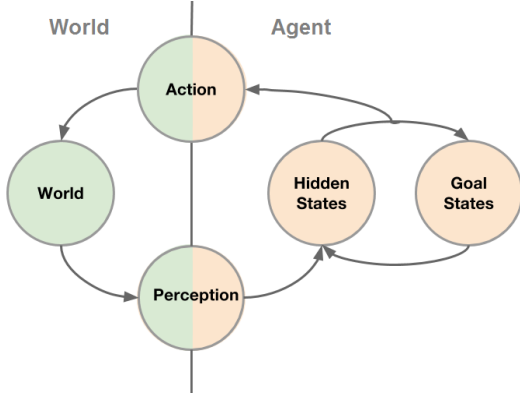 World
Agent
Action
World
Hidden
States
Goal
States
Perception